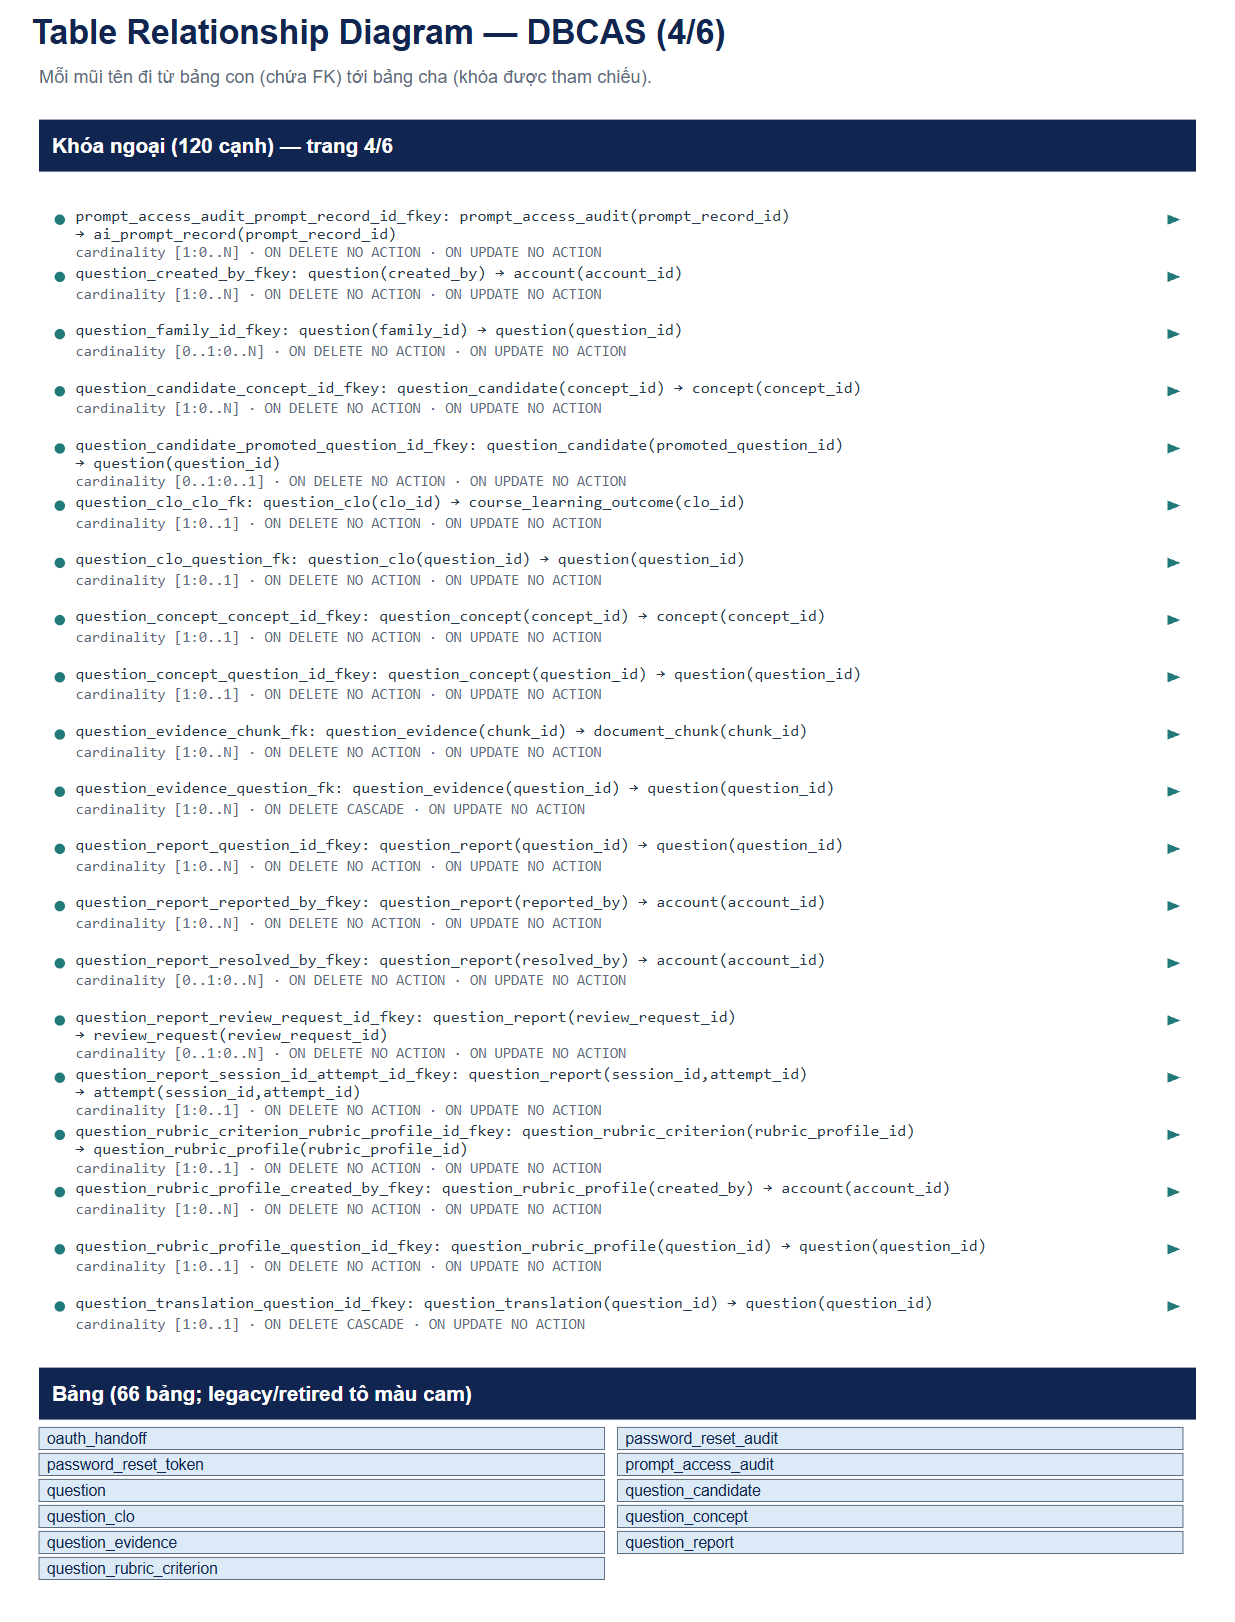 Table Relationship Diagram — DBCAS (4/6)
Mỗi mũi tên đi từ bảng con (chứa FK) tới bảng cha (khóa được tham chiếu).
Khóa ngoại (120 cạnh) — trang 4/6
prompt_access_audit_prompt_record_id_fkey: prompt_access_audit(prompt_record_id)
→ ai_prompt_record(prompt_record_id)
cardinality [1:0..N] · ON DELETE NO ACTION · ON UPDATE NO ACTION
question_created_by_fkey: question(created_by) → account(account_id)
cardinality [1:0..N] · ON DELETE NO ACTION · ON UPDATE NO ACTION
question_family_id_fkey: question(family_id) → question(question_id)
cardinality [0..1:0..N] · ON DELETE NO ACTION · ON UPDATE NO ACTION
question_candidate_concept_id_fkey: question_candidate(concept_id) → concept(concept_id)
cardinality [1:0..N] · ON DELETE NO ACTION · ON UPDATE NO ACTION
question_candidate_promoted_question_id_fkey: question_candidate(promoted_question_id)
→ question(question_id)
cardinality [0..1:0..1] · ON DELETE NO ACTION · ON UPDATE NO ACTION
question_clo_clo_fk: question_clo(clo_id) → course_learning_outcome(clo_id)
cardinality [1:0..1] · ON DELETE NO ACTION · ON UPDATE NO ACTION
question_clo_question_fk: question_clo(question_id) → question(question_id)
cardinality [1:0..1] · ON DELETE NO ACTION · ON UPDATE NO ACTION
question_concept_concept_id_fkey: question_concept(concept_id) → concept(concept_id)
cardinality [1:0..1] · ON DELETE NO ACTION · ON UPDATE NO ACTION
question_concept_question_id_fkey: question_concept(question_id) → question(question_id)
cardinality [1:0..1] · ON DELETE NO ACTION · ON UPDATE NO ACTION
question_evidence_chunk_fk: question_evidence(chunk_id) → document_chunk(chunk_id)
cardinality [1:0..N] · ON DELETE NO ACTION · ON UPDATE NO ACTION
question_evidence_question_fk: question_evidence(question_id) → question(question_id)
cardinality [1:0..N] · ON DELETE CASCADE · ON UPDATE NO ACTION
question_report_question_id_fkey: question_report(question_id) → question(question_id)
cardinality [1:0..N] · ON DELETE NO ACTION · ON UPDATE NO ACTION
question_report_reported_by_fkey: question_report(reported_by) → account(account_id)
cardinality [1:0..N] · ON DELETE NO ACTION · ON UPDATE NO ACTION
question_report_resolved_by_fkey: question_report(resolved_by) → account(account_id)
cardinality [0..1:0..N] · ON DELETE NO ACTION · ON UPDATE NO ACTION
question_report_review_request_id_fkey: question_report(review_request_id)
→ review_request(review_request_id)
cardinality [0..1:0..N] · ON DELETE NO ACTION · ON UPDATE NO ACTION
question_report_session_id_attempt_id_fkey: question_report(session_id,attempt_id)
→ attempt(session_id,attempt_id)
cardinality [1:0..1] · ON DELETE NO ACTION · ON UPDATE NO ACTION
question_rubric_criterion_rubric_profile_id_fkey: question_rubric_criterion(rubric_profile_id)
→ question_rubric_profile(rubric_profile_id)
cardinality [1:0..1] · ON DELETE NO ACTION · ON UPDATE NO ACTION
question_rubric_profile_created_by_fkey: question_rubric_profile(created_by) → account(account_id)
cardinality [1:0..N] · ON DELETE NO ACTION · ON UPDATE NO ACTION
question_rubric_profile_question_id_fkey: question_rubric_profile(question_id) → question(question_id)
cardinality [1:0..1] · ON DELETE NO ACTION · ON UPDATE NO ACTION
question_translation_question_id_fkey: question_translation(question_id) → question(question_id)
cardinality [1:0..1] · ON DELETE CASCADE · ON UPDATE NO ACTION
Bảng (66 bảng; legacy/retired tô màu cam)
oauth_handoff
password_reset_audit
password_reset_token
prompt_access_audit
question
question_candidate
question_clo
question_concept
question_evidence
question_report
question_rubric_criterion